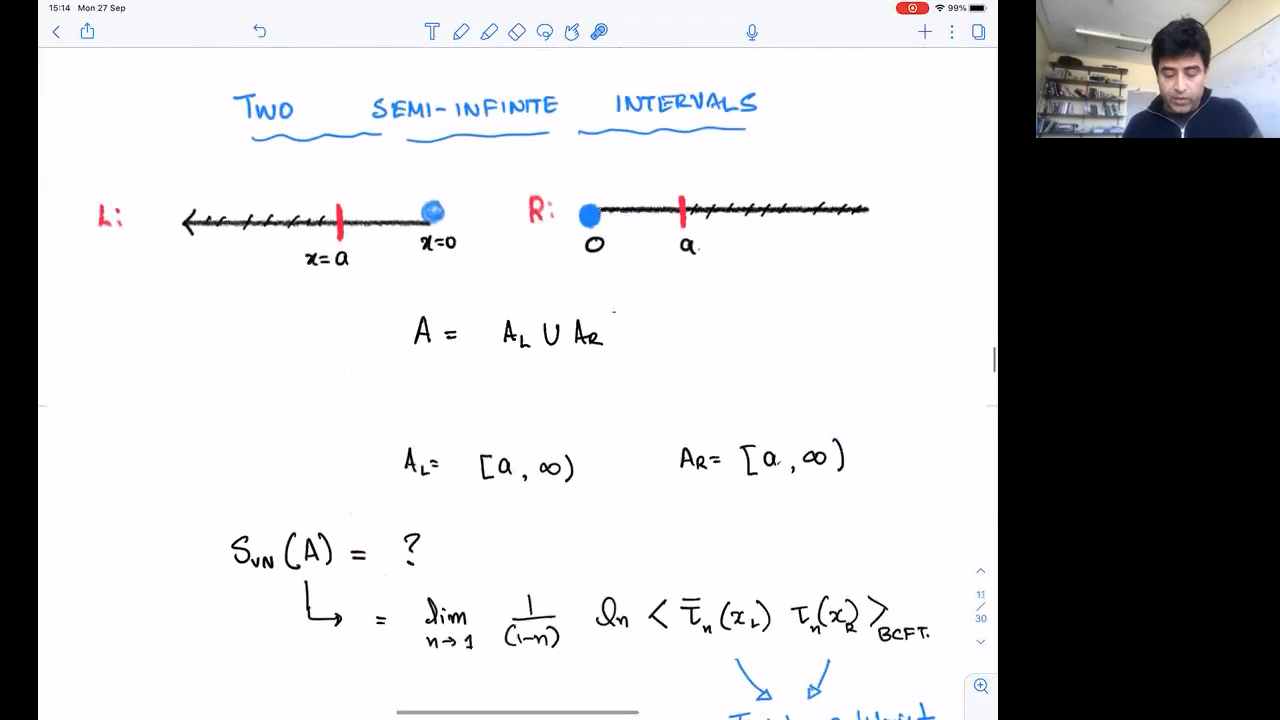 15:14 Mon 27 Sep
99%
TWO SEMI-INFINITE INTERVALS
L: R:
x=a x=0 0 a
A = A_L ∪ A_R
A_L = [a, ∞) A_R = [a, ∞)
S_VN(A) = ?
= lim_{n→1} 1/(1-n) ln < τ̄_n(x_L) τ_n(x_R) >_BCFT.
11
/
30